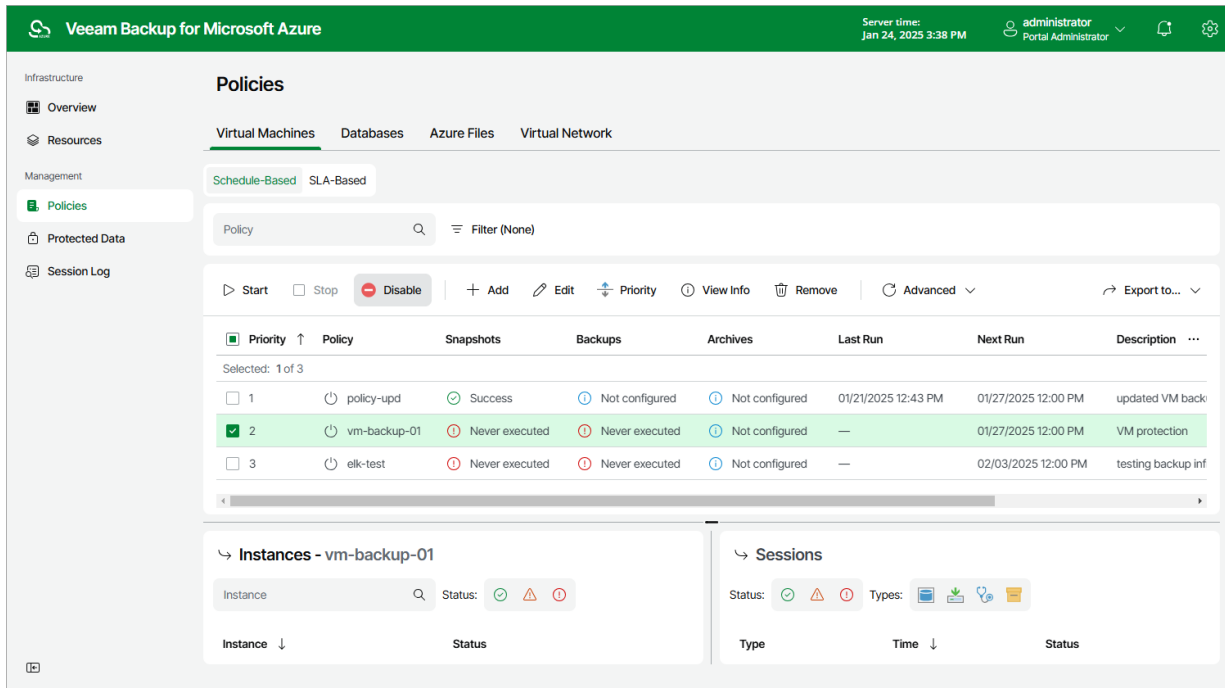 Veeam Backup for Microsoft Azure
Server time:
Jan 24, 2025 3:38 PM
administrator
Portal Administrator
Infrastructure
Overview
Resources
Management
Policies
Protected Data
Session Log
Policies
Virtual Machines Databases Azure Files Virtual Network
Schedule-Based SLA-Based
Policy Filter (None)
Start Stop Disable Add Edit Priority View Info Remove Advanced Export to...
Priority Policy Snapshots Backups Archives Last Run Next Run Description ...
Selected: 1 of 3
1 policy-upd Success Not configured Not configured 01/21/2025 12:43 PM 01/27/2025 12:00 PM updated VM back
2 vm-backup-01 Never executed Never executed Not configured — 01/27/2025 12:00 PM VM protection
3 elk-test Never executed Never executed Not configured — 02/03/2025 12:00 PM testing backup inf
Instances - vm-backup-01
Instance Status:
Instance Status
Sessions
Status: Types:
Type Time Status